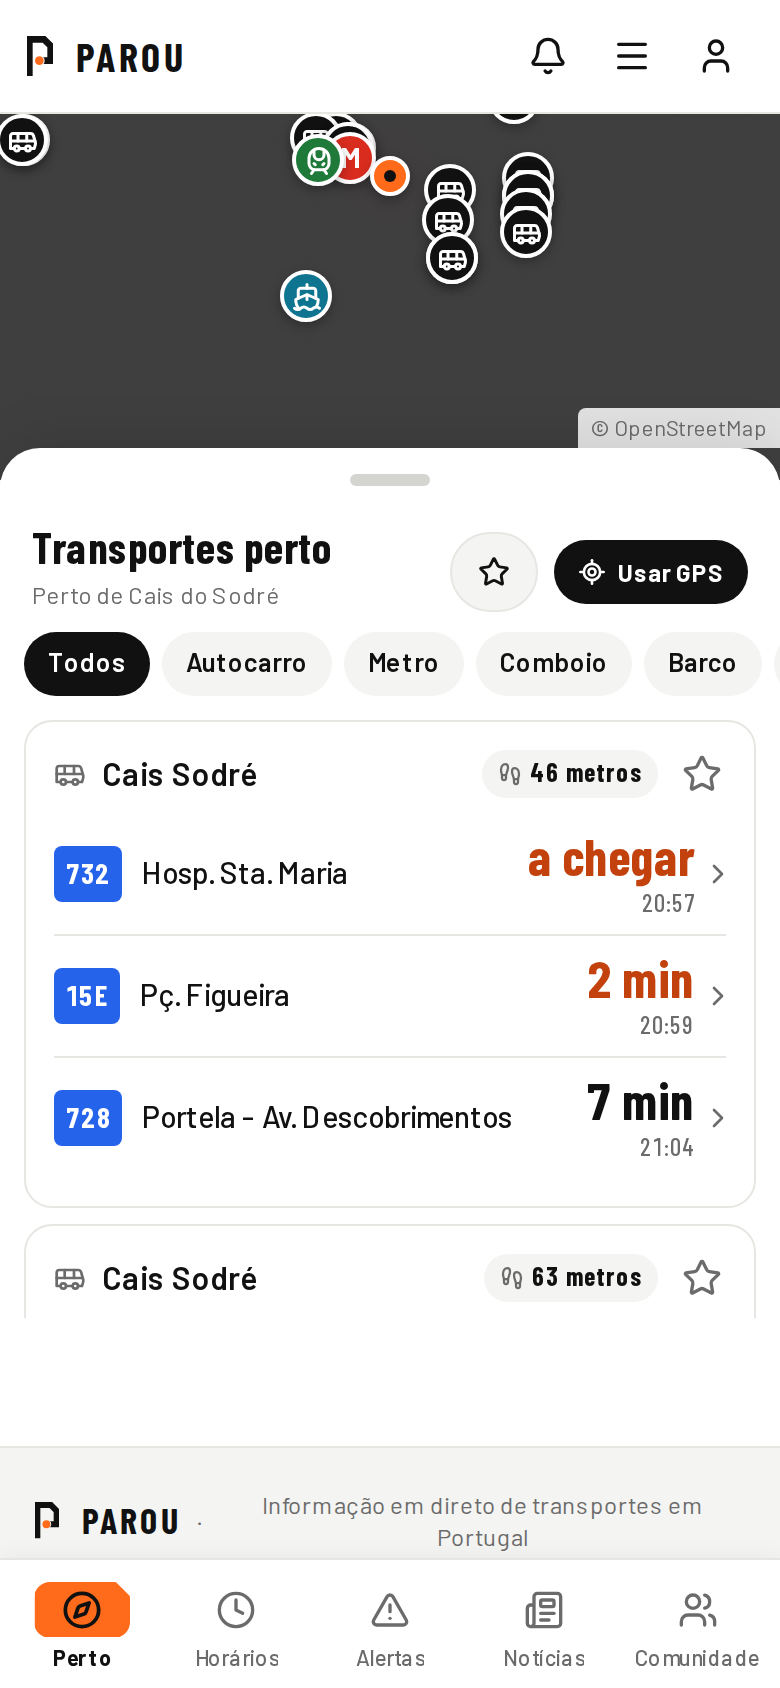 PAROU
M
© OpenStreetMap
Transportes perto
Perto de Cais do Sodré
Usar GPS
Todos
Autocarro
Metro
Comboio
Barco
Cais Sodré
46 metros
732
Hosp. Sta. Maria
a chegar
20:57
15E
Pç. Figueira
2 min
20:59
728
Portela - Av. Descobrimentos
7 min
21:04
Cais Sodré
63 metros
PAROU
·
Informação em direto de transportes em
Portugal
Perto
Horários
Alertas
Notícias
Comunidade